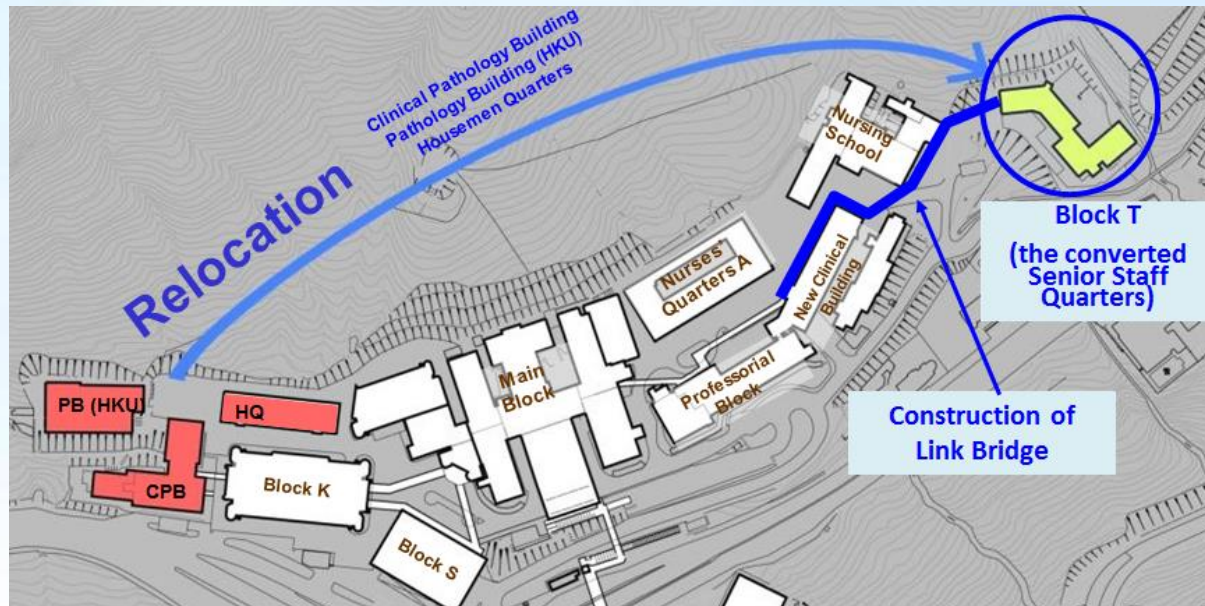 Clinical Pathology Building
Pathology Building (HKU)
Housemen Quarters
Relocation
Nursing
School
Block T
(the converted
Senior Staff
Quarters)
Nurses'
Quarters A
New Clinical
Building
Main
Block
Professorial
Block
Construction of
Link Bridge
PB (HKU)
HQ
CPB
Block K
Block S